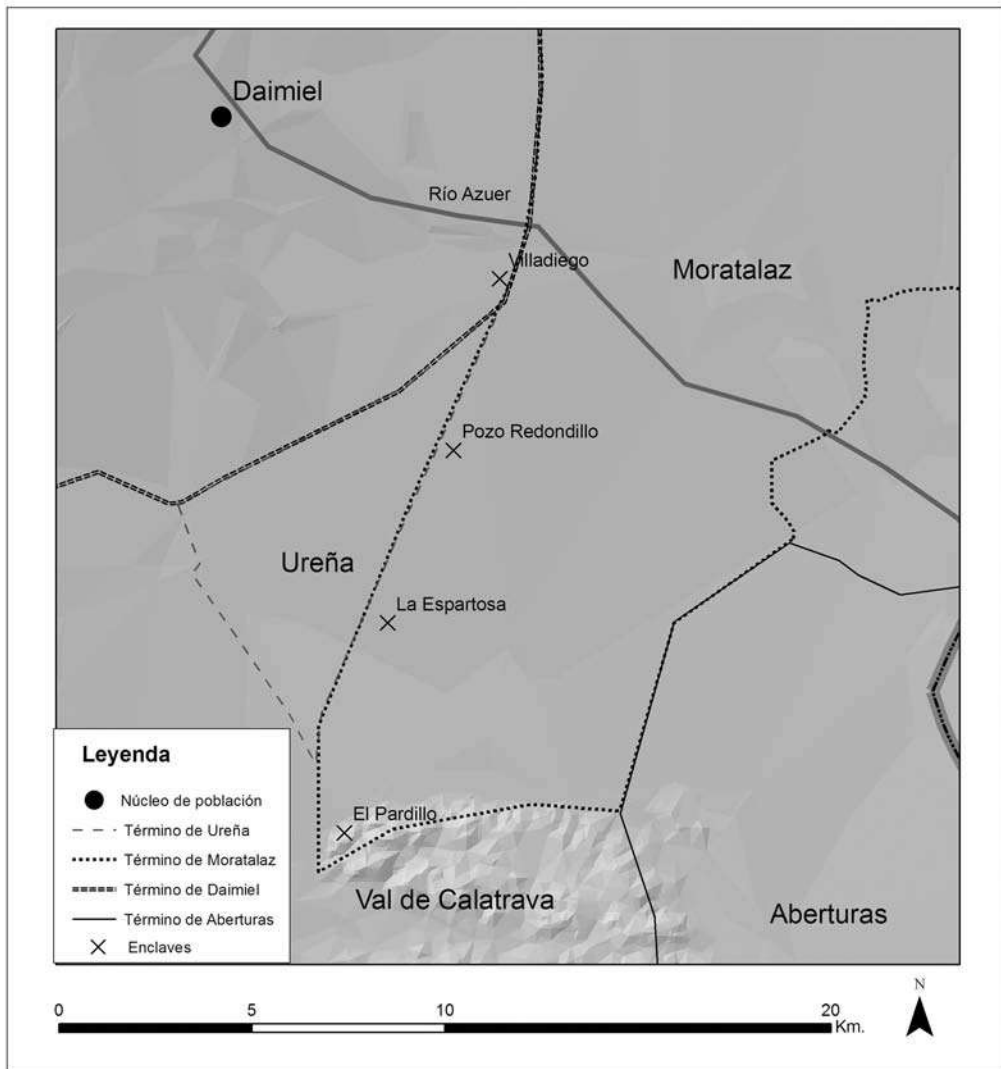 Daimiel
Río Azuer
Villadiego
Moratalaz
Pozo Redondillo
Ureña
La Espartosa
El Pardillo
Val de Calatrava
Aberturas
Leyenda
Núcleo de población
Término de Ureña
Término de Moratalaz
Término de Daimiel
Término de Aberturas
Enclaves
0 5 10 20
Km.
N